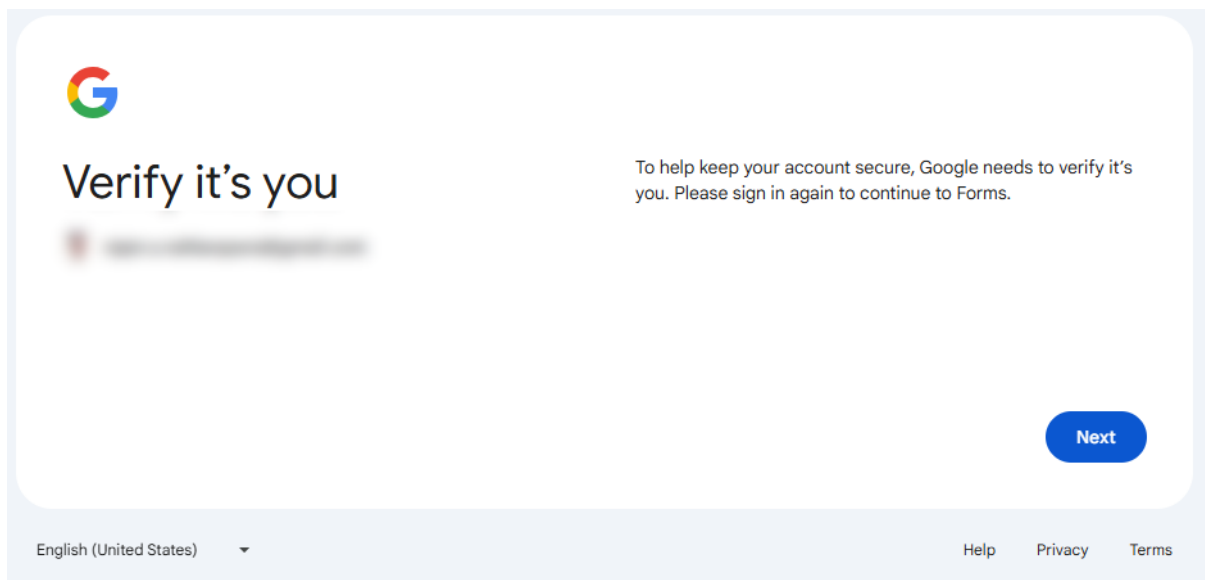 Verify it's you
To help keep your account secure, Google needs to verify it's
you. Please sign in again to continue to Forms.
Next
English (United States)
Help Privacy Terms